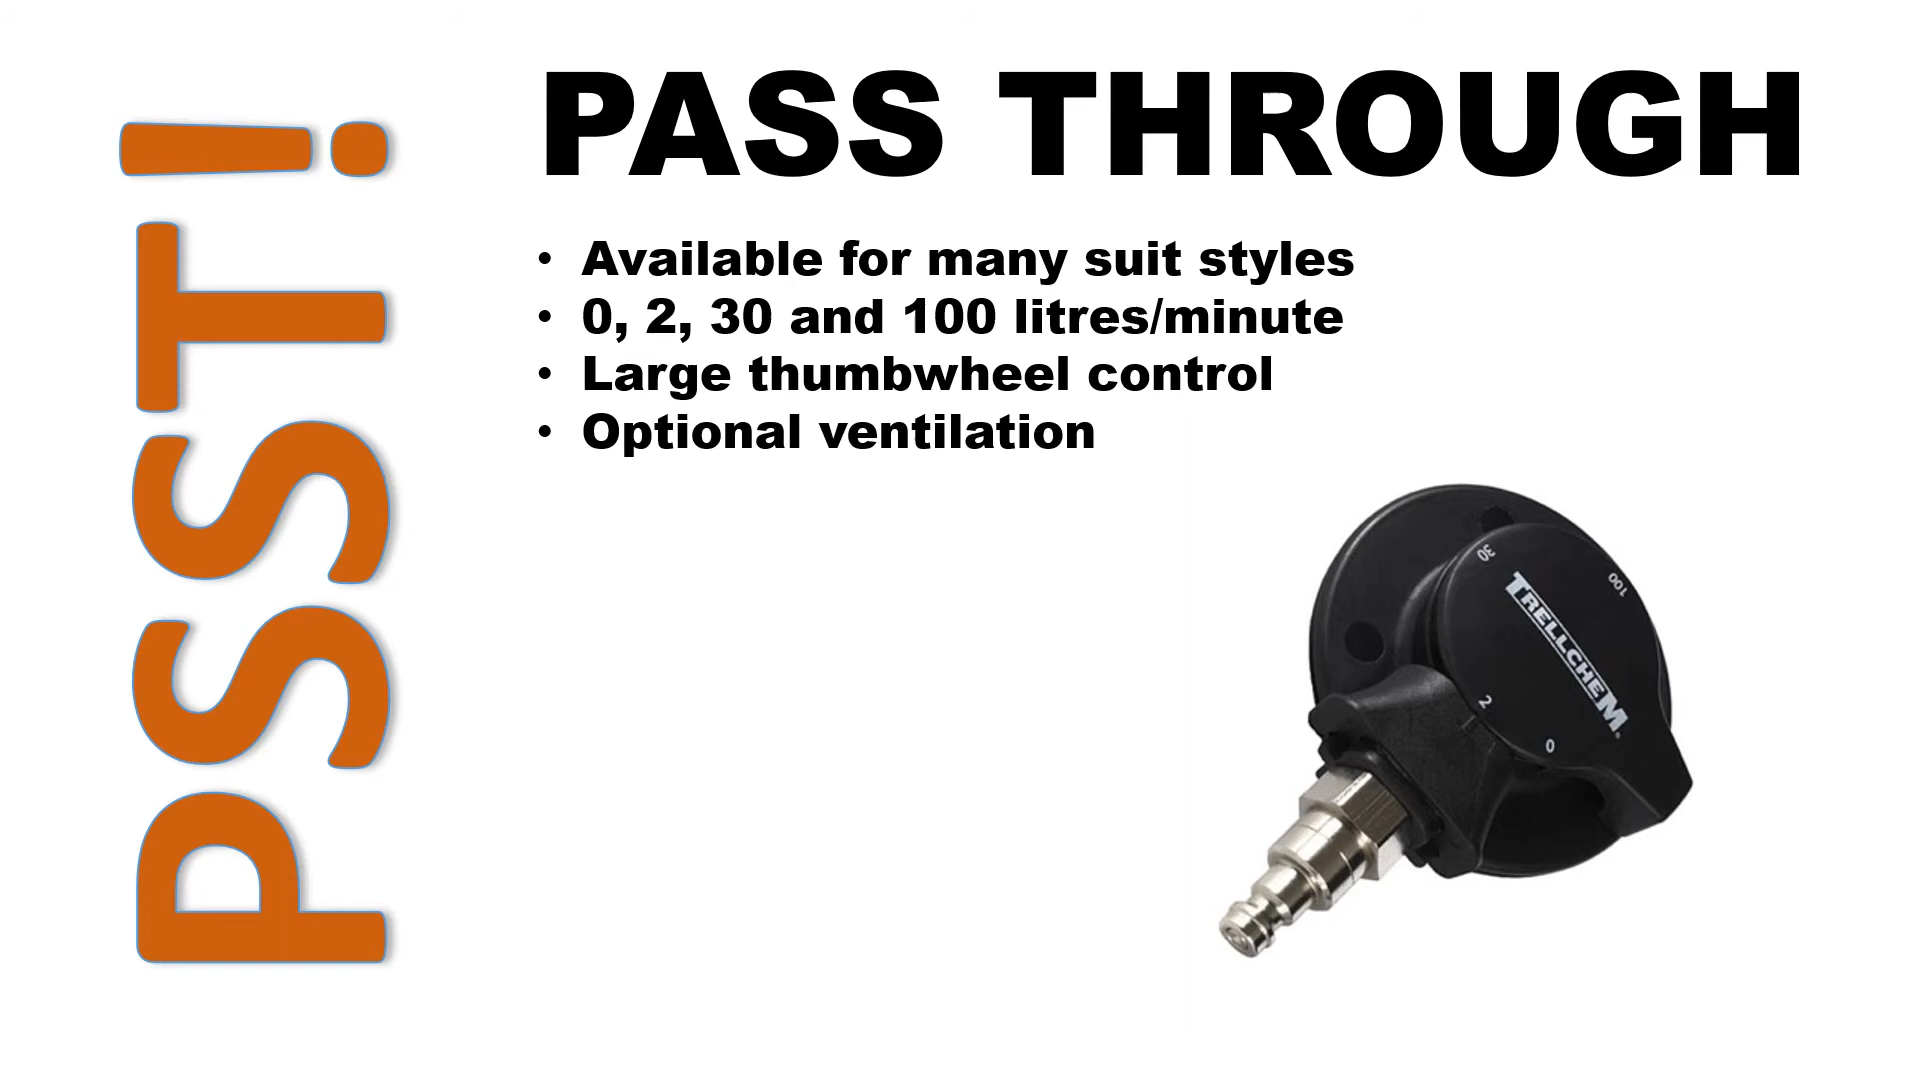 PSST!
PASS THROUGH
• Available for many suit styles
• 0, 2, 30 and 100 litres/minute
• Large thumbwheel control
• Optional ventilation
30
100
TRELLCHEM®
2
0